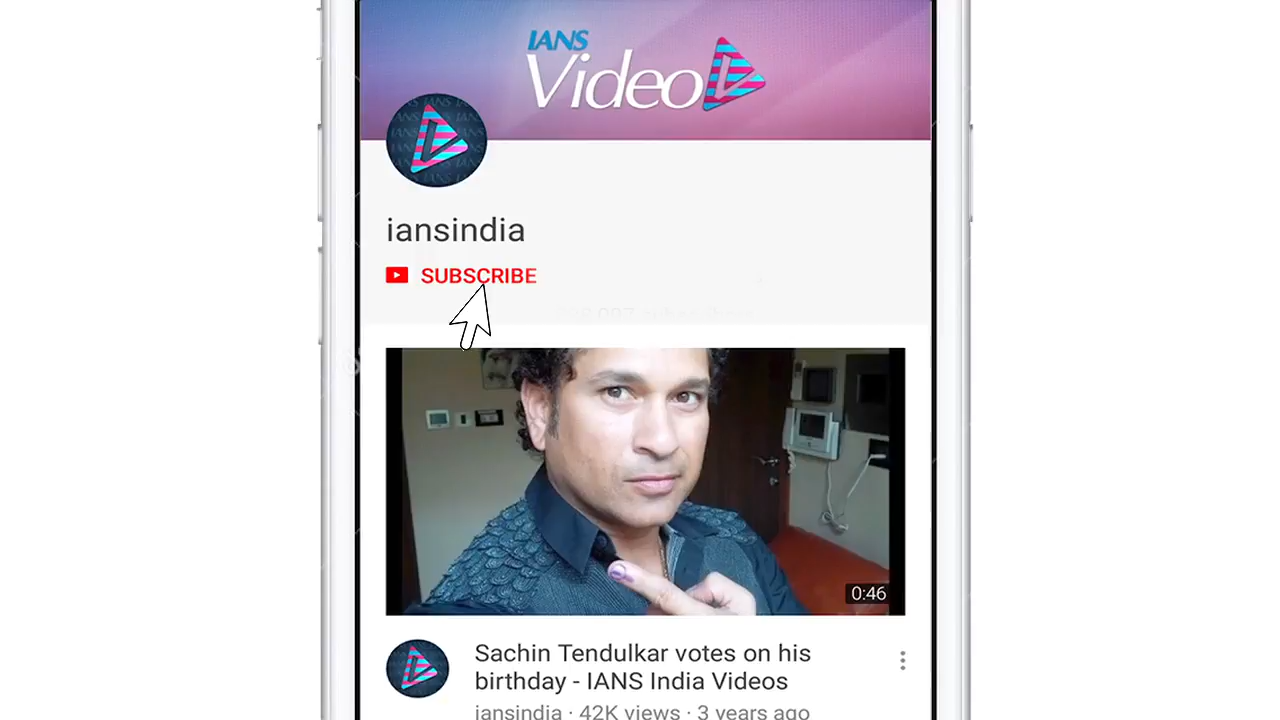 IANS
Video
iansindia
SUBSCRIBE
0:46
Sachin Tendulkar votes on his
birthday - IANS India Videos
iansindia · 42K views · 3 years ago